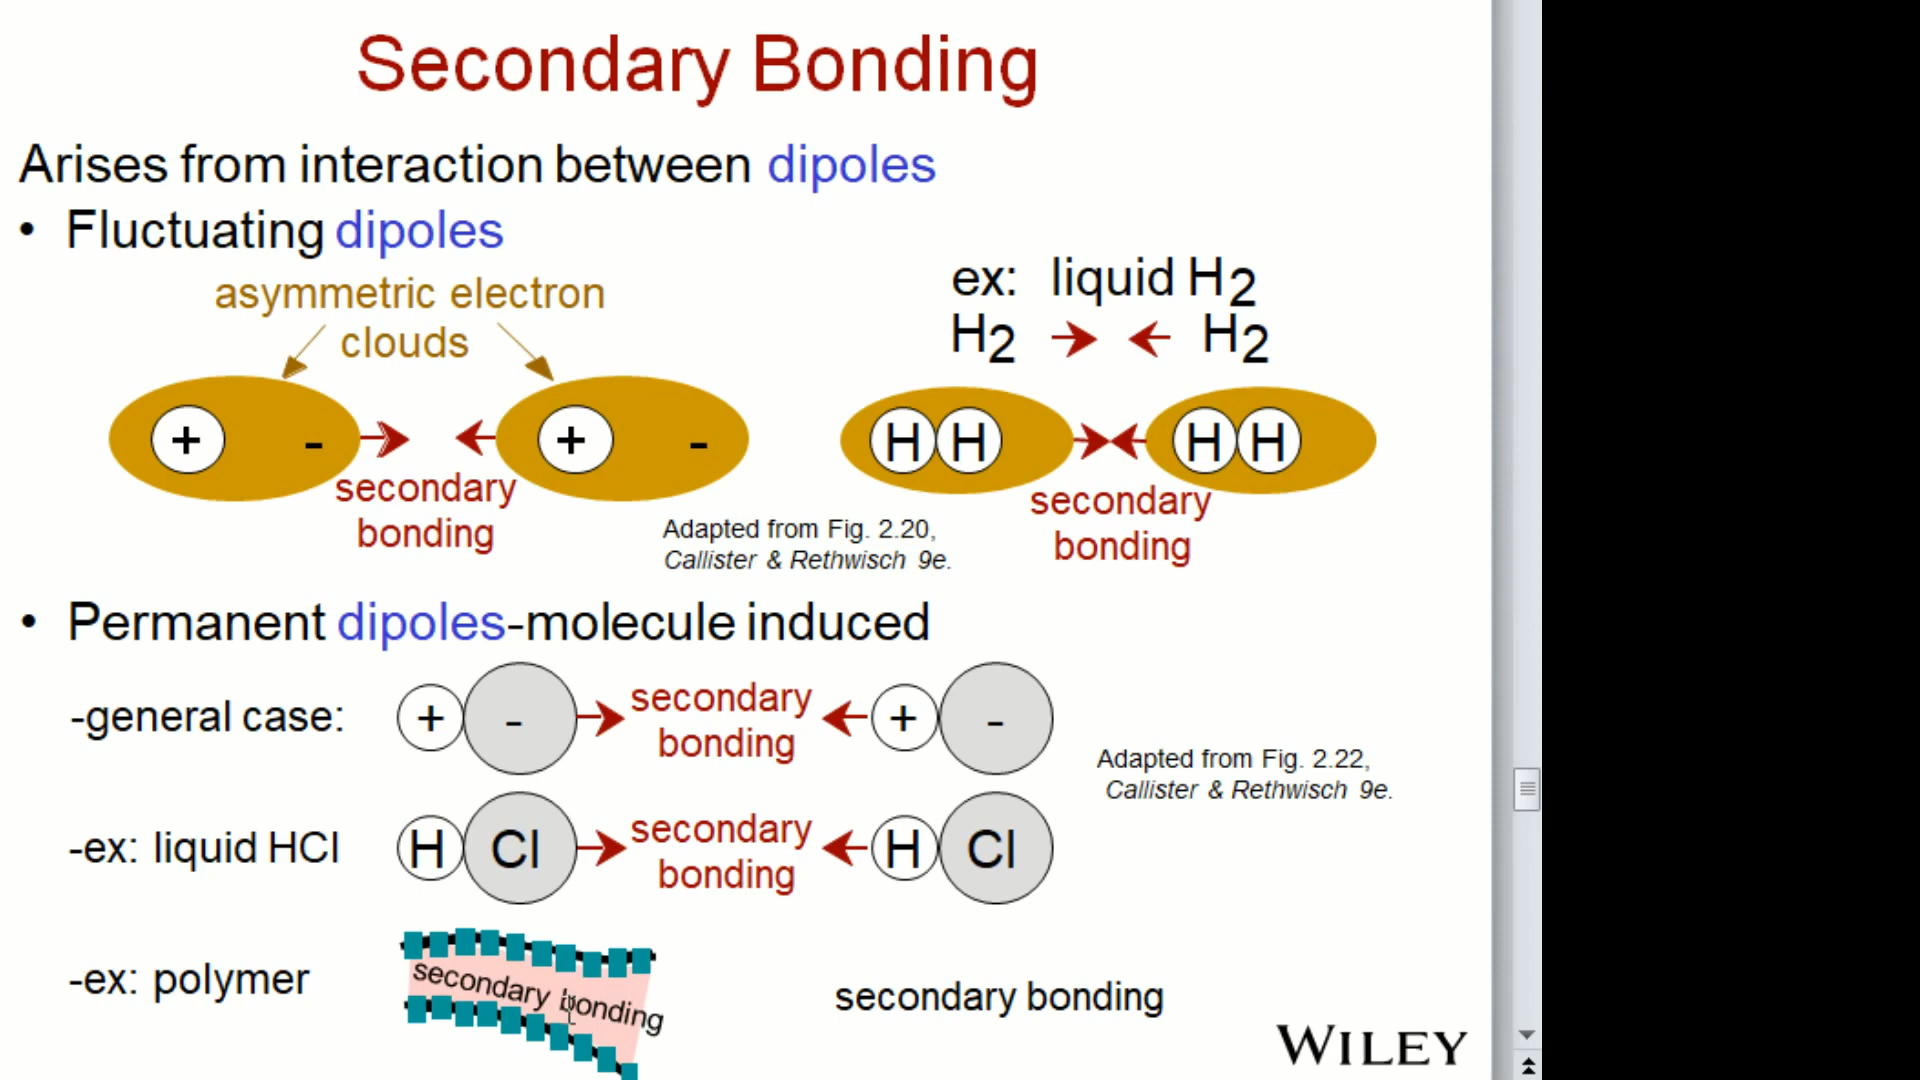 Secondary Bonding
Arises from interaction between dipoles
• Fluctuating dipoles
asymmetric electron
clouds
ex: liquid H2
H2 H2
+ - + -
H H H H
secondary
bonding
secondary
bonding
Adapted from Fig. 2.20,
Callister & Rethwisch 9e.
• Permanent dipoles-molecule induced
-general case:
+ - secondary + -
bonding
Adapted from Fig. 2.22,
Callister & Rethwisch 9e.
-ex: liquid HCl
H Cl secondary H Cl
bonding
-ex: polymer
secondary bonding
secondary bonding
WILEY